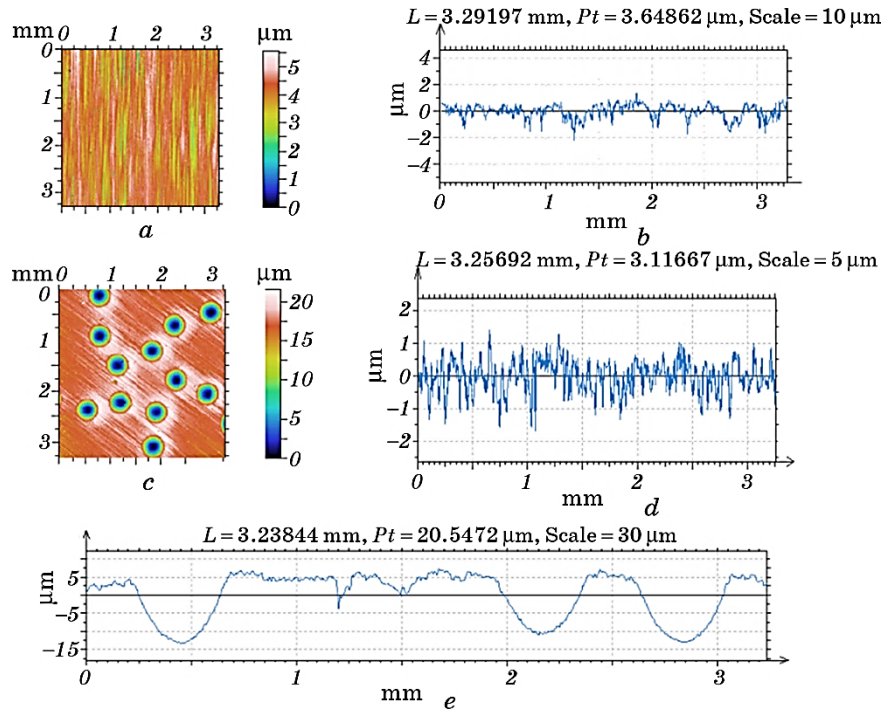 L = 3.29197 mm, Pt = 3.64862 μm, Scale = 10 μm
mm 0 1 2 3
μm
0
1
2
3
5
4
3
2
1
0
a
μm
4
2
0
−2
−4
0 1 2 3
mm
b
mm 0 1 2 3
μm
0
1
2
3
20
15
10
5
0
c
L = 3.25692 mm, Pt = 3.11667 μm, Scale = 5 μm
μm
2
1
0
−1
−2
0 1 2 3
mm
d
L = 3.23844 mm, Pt = 20.5472 μm, Scale = 30 μm
μm
5
−5
−15
0 1 2 3
mm
e